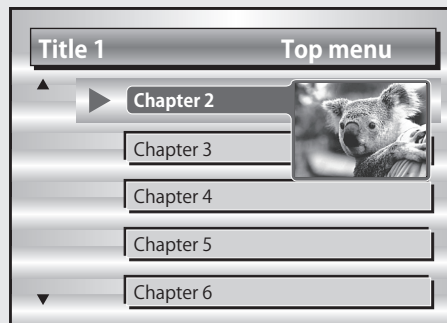 Title 1 Top menu
Chapter 2
Chapter 3
Chapter 4
Chapter 5
Chapter 6